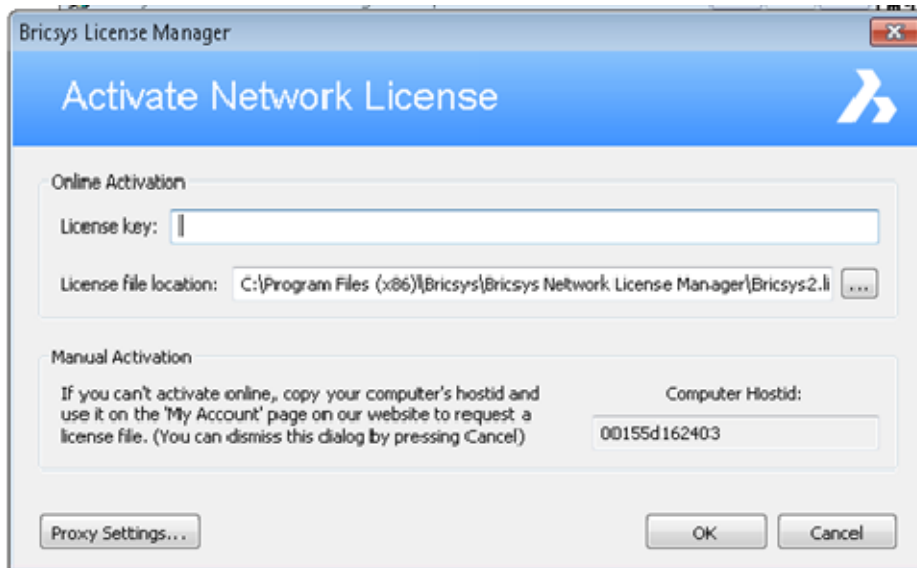 Bricsys License Manager
Activate Network License
Online Activation
License key:
License file location: C:\Program Files (x86)\Bricsys\Bricsys Network License Manager\Bricsys2.li ...
Manual Activation
If you can't activate online, copy your computer's hostid and
use it on the 'My Account' page on our website to request a
license file. (You can dismiss this dialog by pressing Cancel)
Computer Hostid:
00155d162403
Proxy Settings...
OK
Cancel